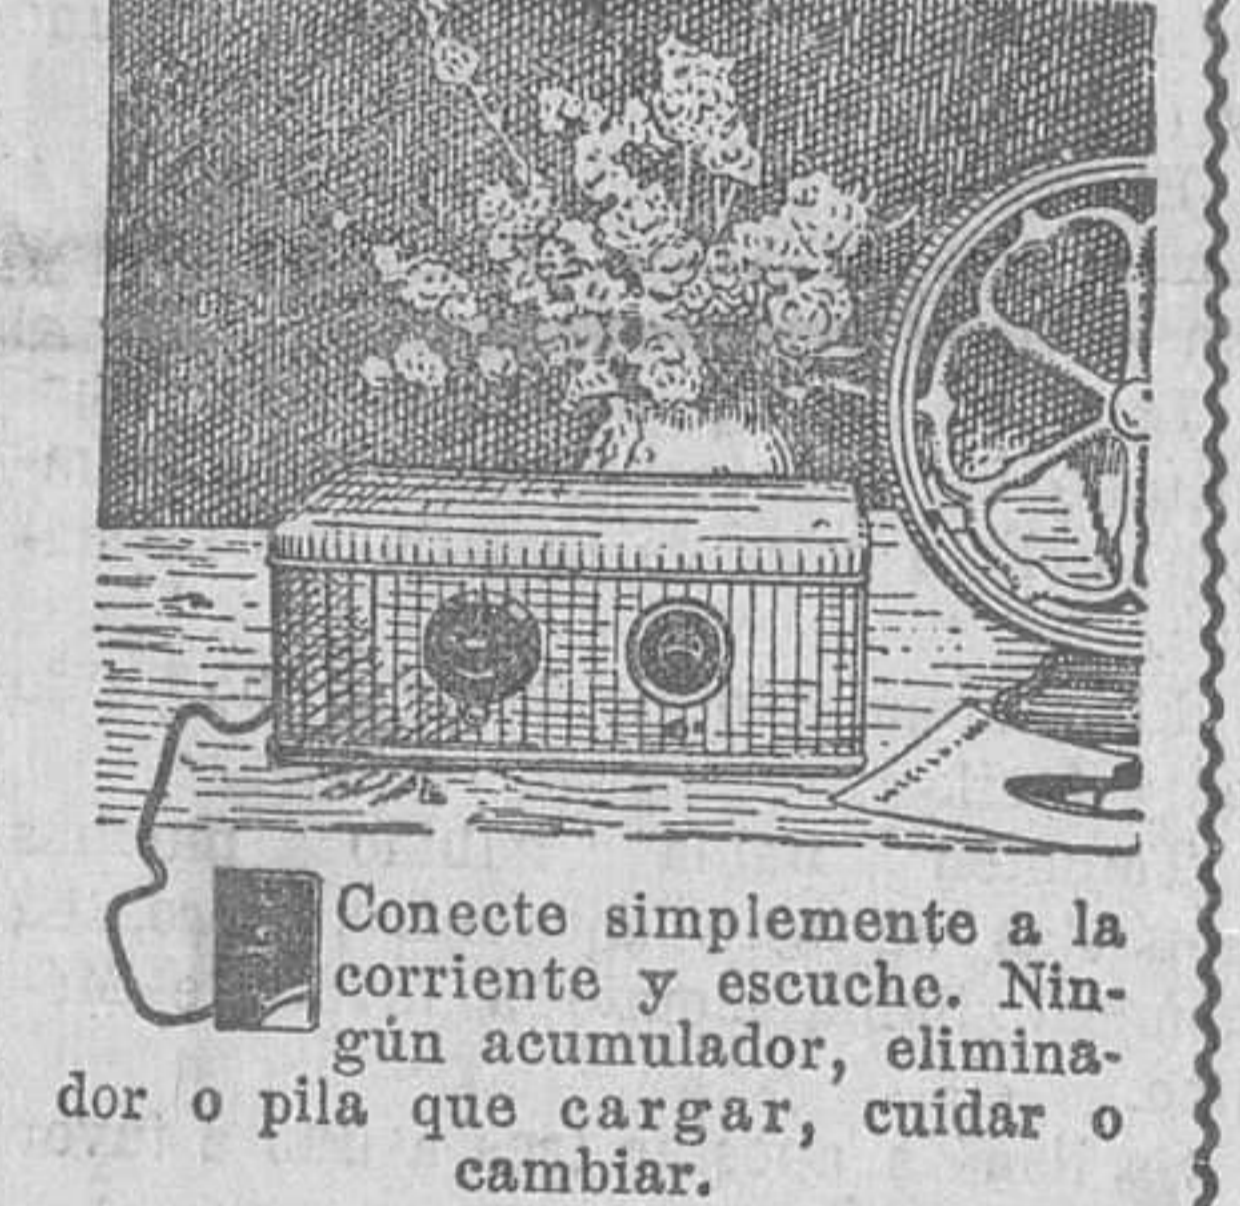 Conecte simplemente a la
corriente y escuche. Nin-
gún acumulador, elimina-
dor o pila que cargar, cuidar o
cambiar.